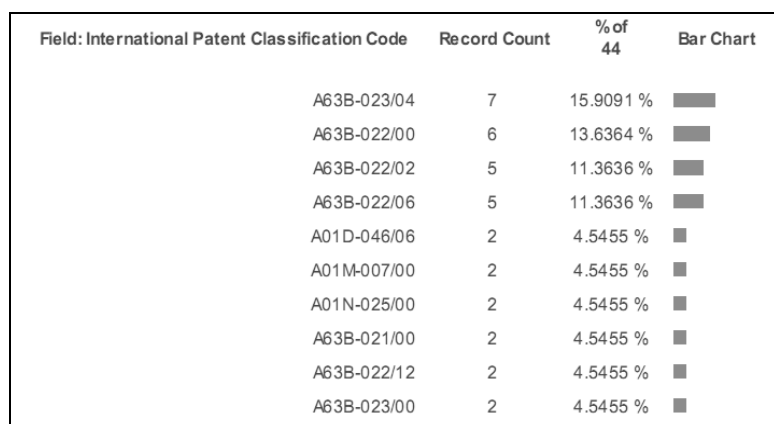 Field: International Patent Classification Code Record Count % of 44 Bar Chart
A63B-023/04 7 15.9091 %
A63B-022/00 6 13.6364 %
A63B-022/02 5 11.3636 %
A63B-022/06 5 11.3636 %
A01D-046/06 2 4.5455 %
A01M-007/00 2 4.5455 %
A01N-025/00 2 4.5455 %
A63B-021/00 2 4.5455 %
A63B-022/12 2 4.5455 %
A63B-023/00 2 4.5455 %